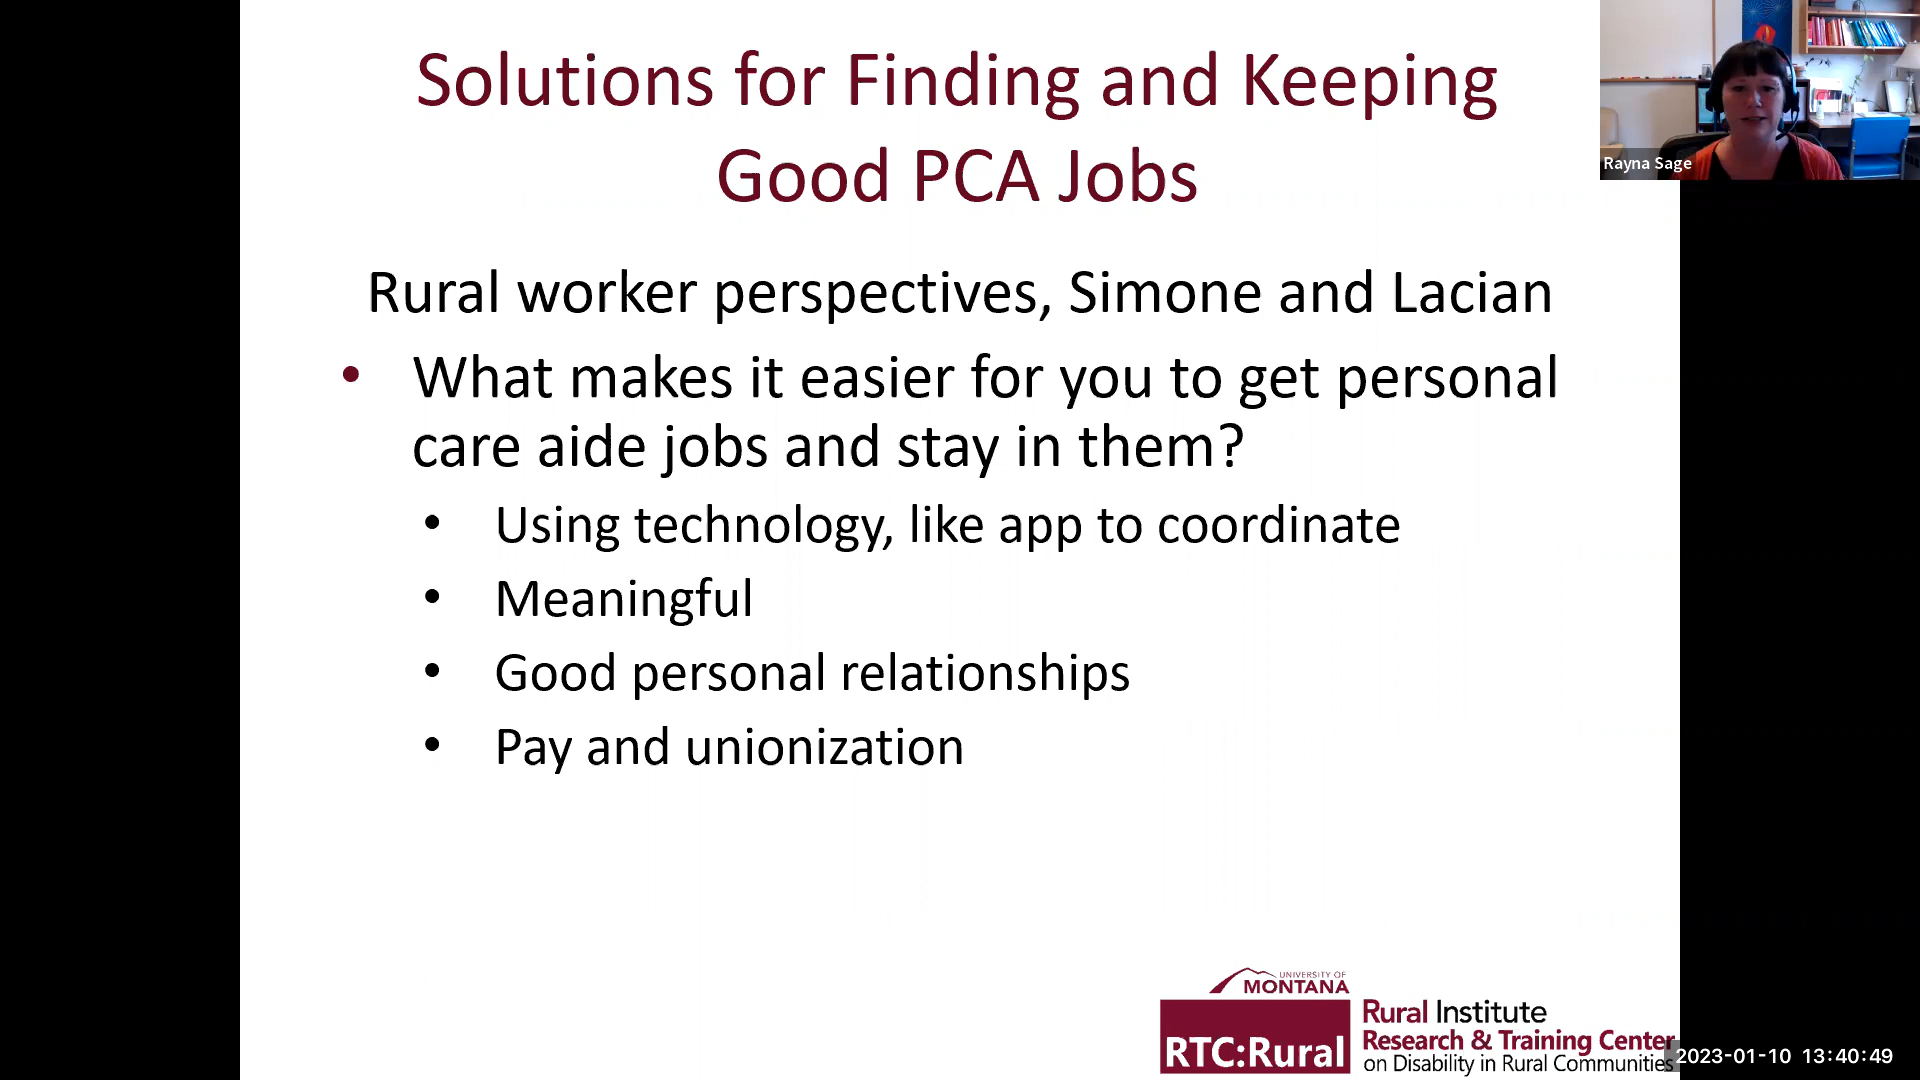 Solutions for Finding and Keeping
Good PCA Jobs
Rayna Sage
Rural worker perspectives, Simone and Lacian
• What makes it easier for you to get personal
care aide jobs and stay in them?
• Using technology, like app to coordinate
• Meaningful
• Good personal relationships
• Pay and unionization
UNIVERSITY OF
MONTANA
RTC:Rural
Rural Institute
Research & Training Center
on Disability in Rural Communities
2023-01-10 13:40:49